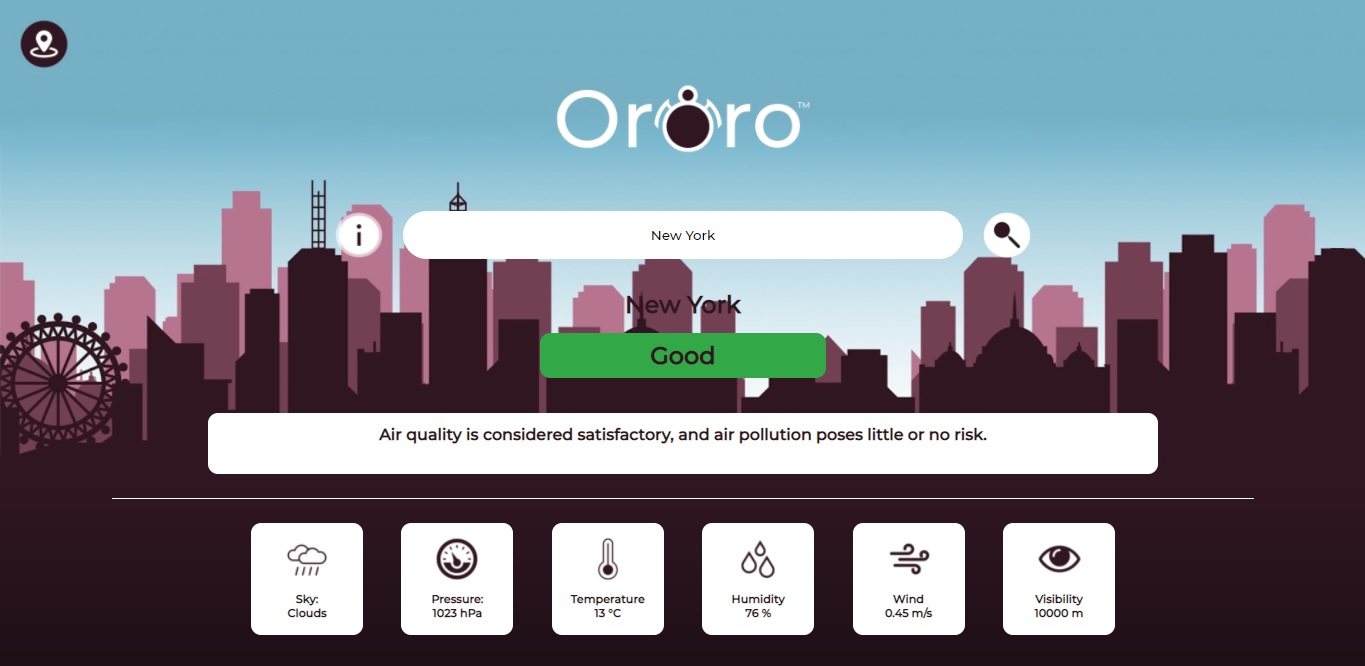 Ororo™
i
New York
New York
Good
Air quality is considered satisfactory, and air pollution poses little or no risk.
Sky:
Clouds
Pressure:
1023 hPa
Temperature
13 °C
Humidity
76 %
Wind
0.45 m/s
Visibility
10000 m